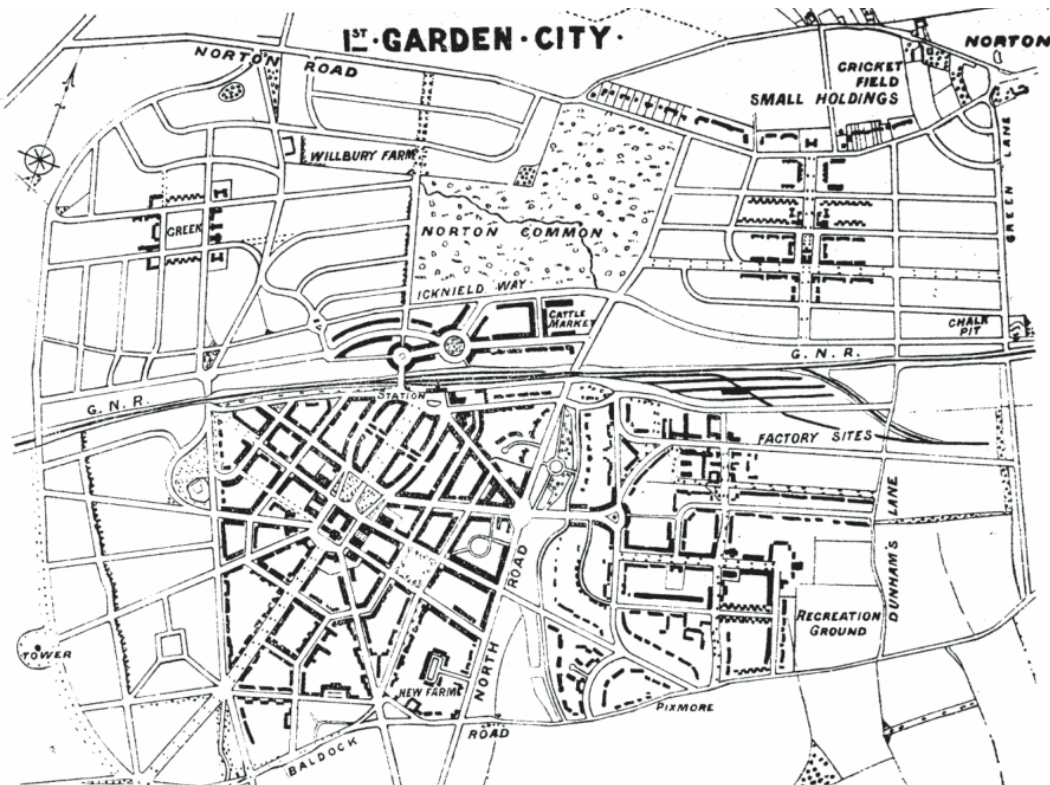 1ST · GARDEN · CITY ·
NORTON ROAD
NORTON
CRICKET
FIELD
SMALL HOLDINGS
WILLBURY FARM
GREEN LANE
GREEN
NORTON COMMON
ICKNIELD WAY
CATTLE
MARKET
CHALK
PIT
G. N. R.
G. N. R.
STATION
FACTORY SITES
DUNHAMS LANE
NORTH ROAD
RECREATION
GROUND
TOWER
NEW FARM
PIXMORE
BALDOCK ROAD